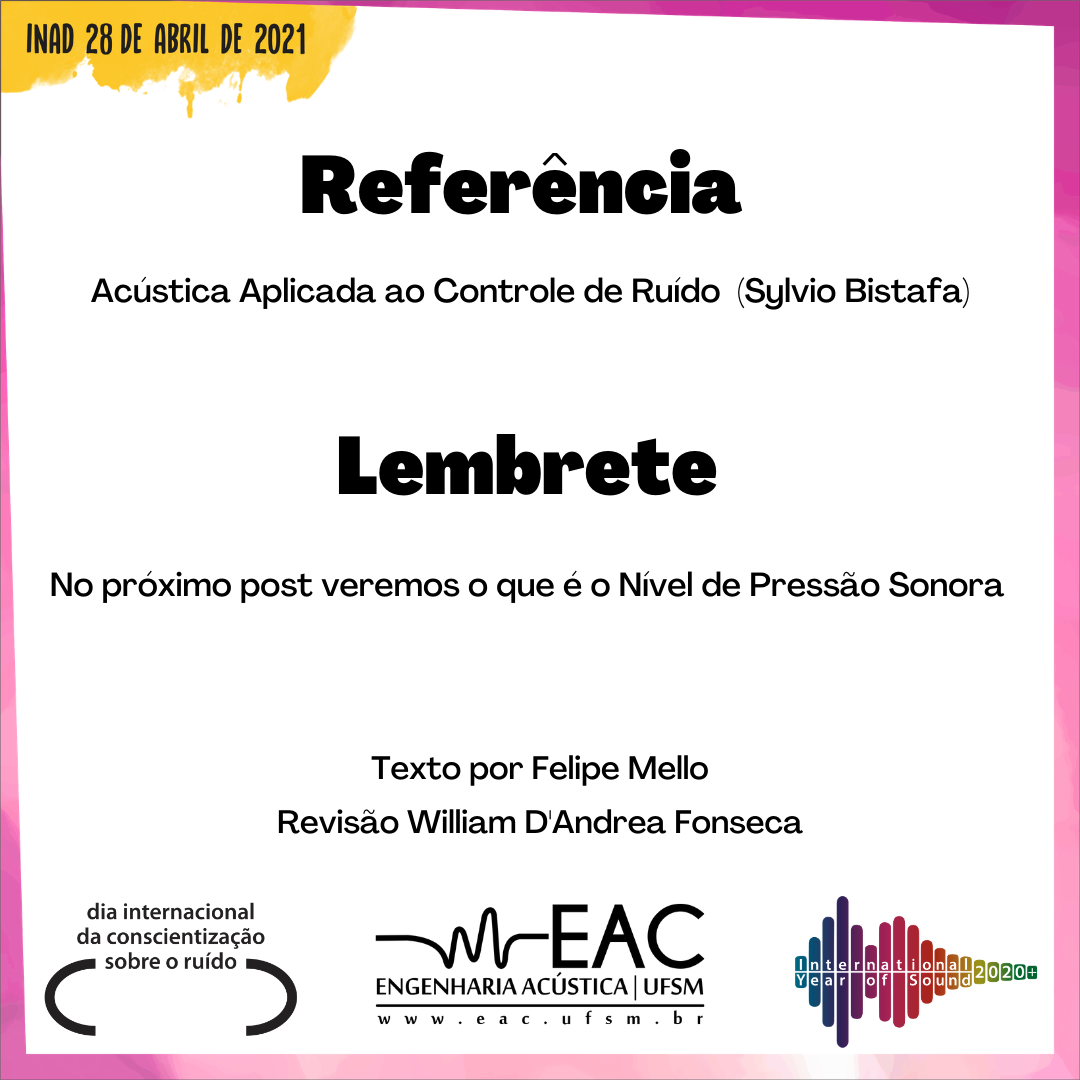 INAD 28 DE ABRIL DE 2021
Referência
Acústica Aplicada ao Controle de Ruído (Sylvio Bistafa)
Lembrete
No próximo post veremos o que é o Nível de Pressão Sonora
Texto por Felipe Mello
Revisão William D'Andrea Fonseca
dia internacional
da conscientização
sobre o ruído
EAC
ENGENHARIA ACÚSTICA | UFSM
www.eac.ufsm.br
International
Year of Sound 2020+